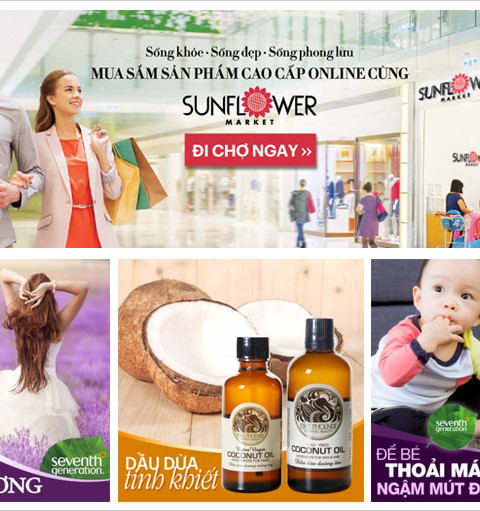 Sống khỏe · Sống đẹp · Sống phong lưu
MUA SẮM SẢN PHẨM CAO CẤP ONLINE CÙNG
SUNFLOWER
MARKET
ĐI CHỢ NGAY »
SUNFLOWER
MARKET
SUNFLOWER
seventh
generation.
ƠNG
COCONUT OIL
COCONUT OIL
DẦU DỪA
tinh khiết
seventh
generation.
ĐỂ BÉ
THOẢI MÁ
NGẬM MÚT Đ